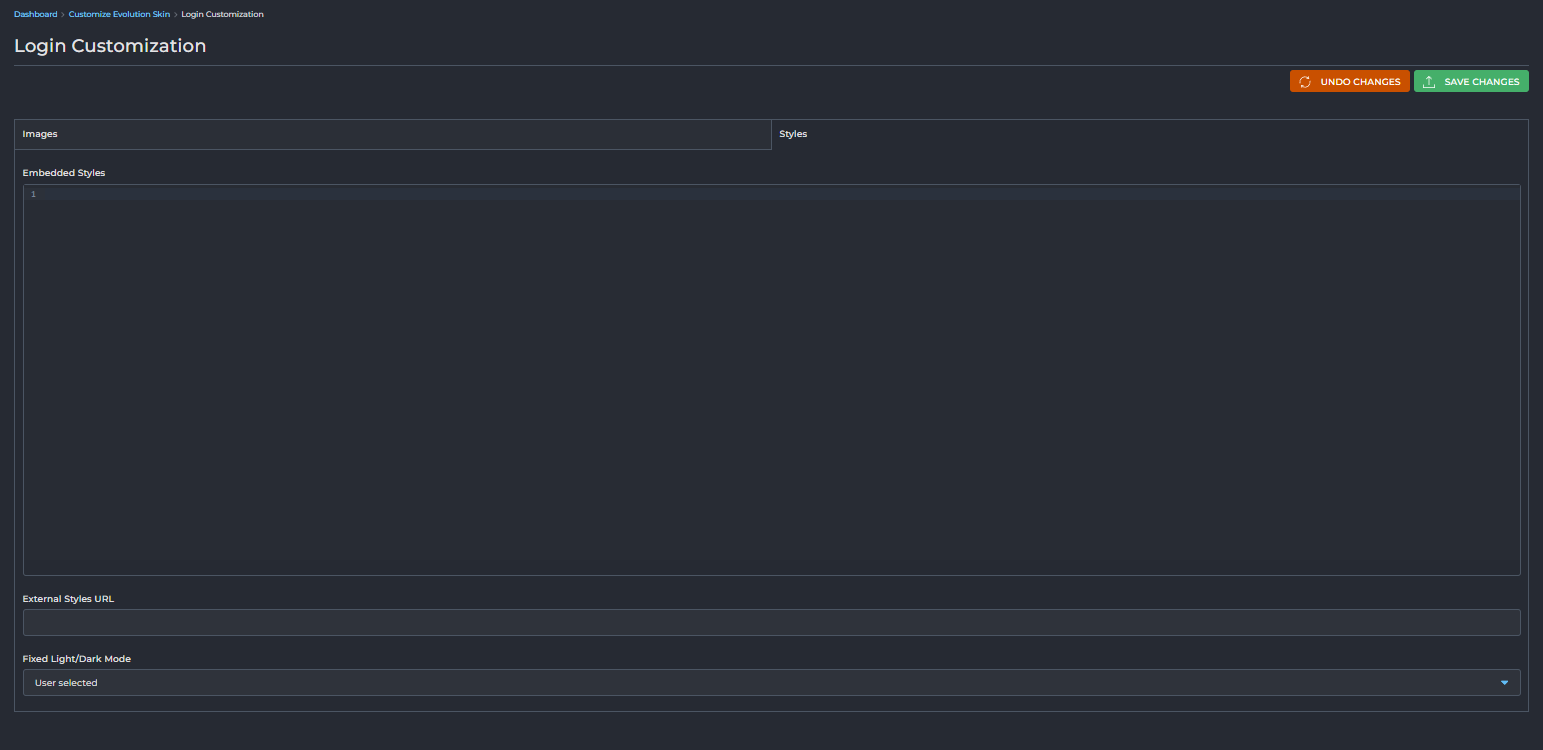 Dashboard › Customize Evolution Skin › Login Customization
Login Customization
UNDO CHANGES SAVE CHANGES
Images Styles
Embedded Styles
1
External Styles URL
Fixed Light/Dark Mode
User selected